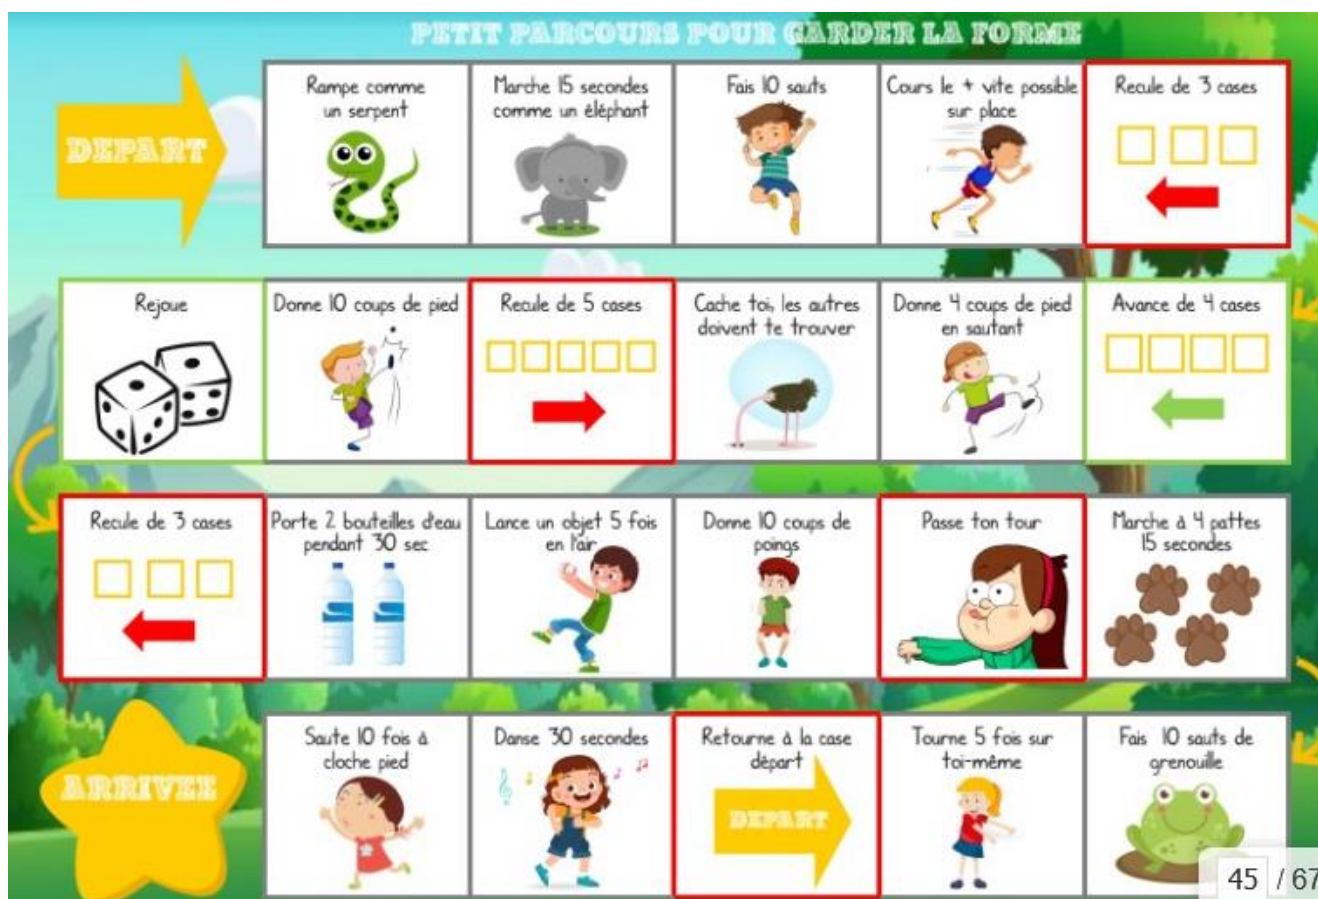 PETIT PARCOURS POUR GARDER LA FORME
DEPART
Rampe comme
un serpent
Marche 15 secondes
comme un éléphant
Fais 10 sauts
Cours le + vite possible
sur place
Recule de 3 cases
Rejoue
Donne 10 coups de pied
Recule de 5 cases
Cache toi, les autres
doivent te trouver
Donne 4 coups de pied
en sautant
Avance de 4 cases
Recule de 3 cases
Porte 2 bouteilles d'eau
pendant 30 sec
Lance un objet 5 fois
en l'air
Donne 10 coups de
poings
Passe ton tour
Marche à 4 pattes
15 secondes
ARRIVEE
Saute 10 fois à
cloche pied
Danse 30 secondes
Retourne à la case
départ
DEPART
Tourne 5 fois sur
toi-même
Fais 10 sauts de
grenouille
45 / 67